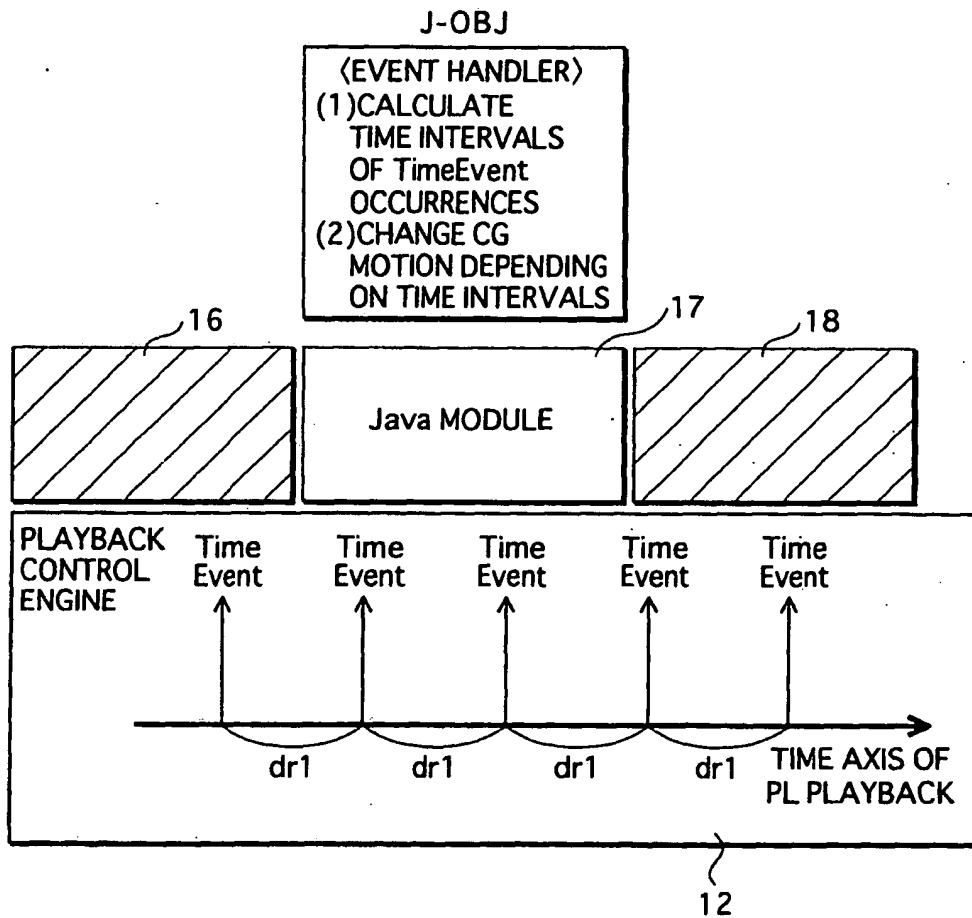 J-OBJ
〈EVENT HANDLER〉
(1)CALCULATE
TIME INTERVALS
OF TimeEvent
OCCURRENCES
(2)CHANGE CG
MOTION DEPENDING
ON TIME INTERVALS
16
17
18
Java MODULE
PLAYBACK
CONTROL
ENGINE
Time
Event
Time
Event
Time
Event
Time
Event
Time
Event
dr1
dr1
dr1
dr1
TIME AXIS OF
PL PLAYBACK
12